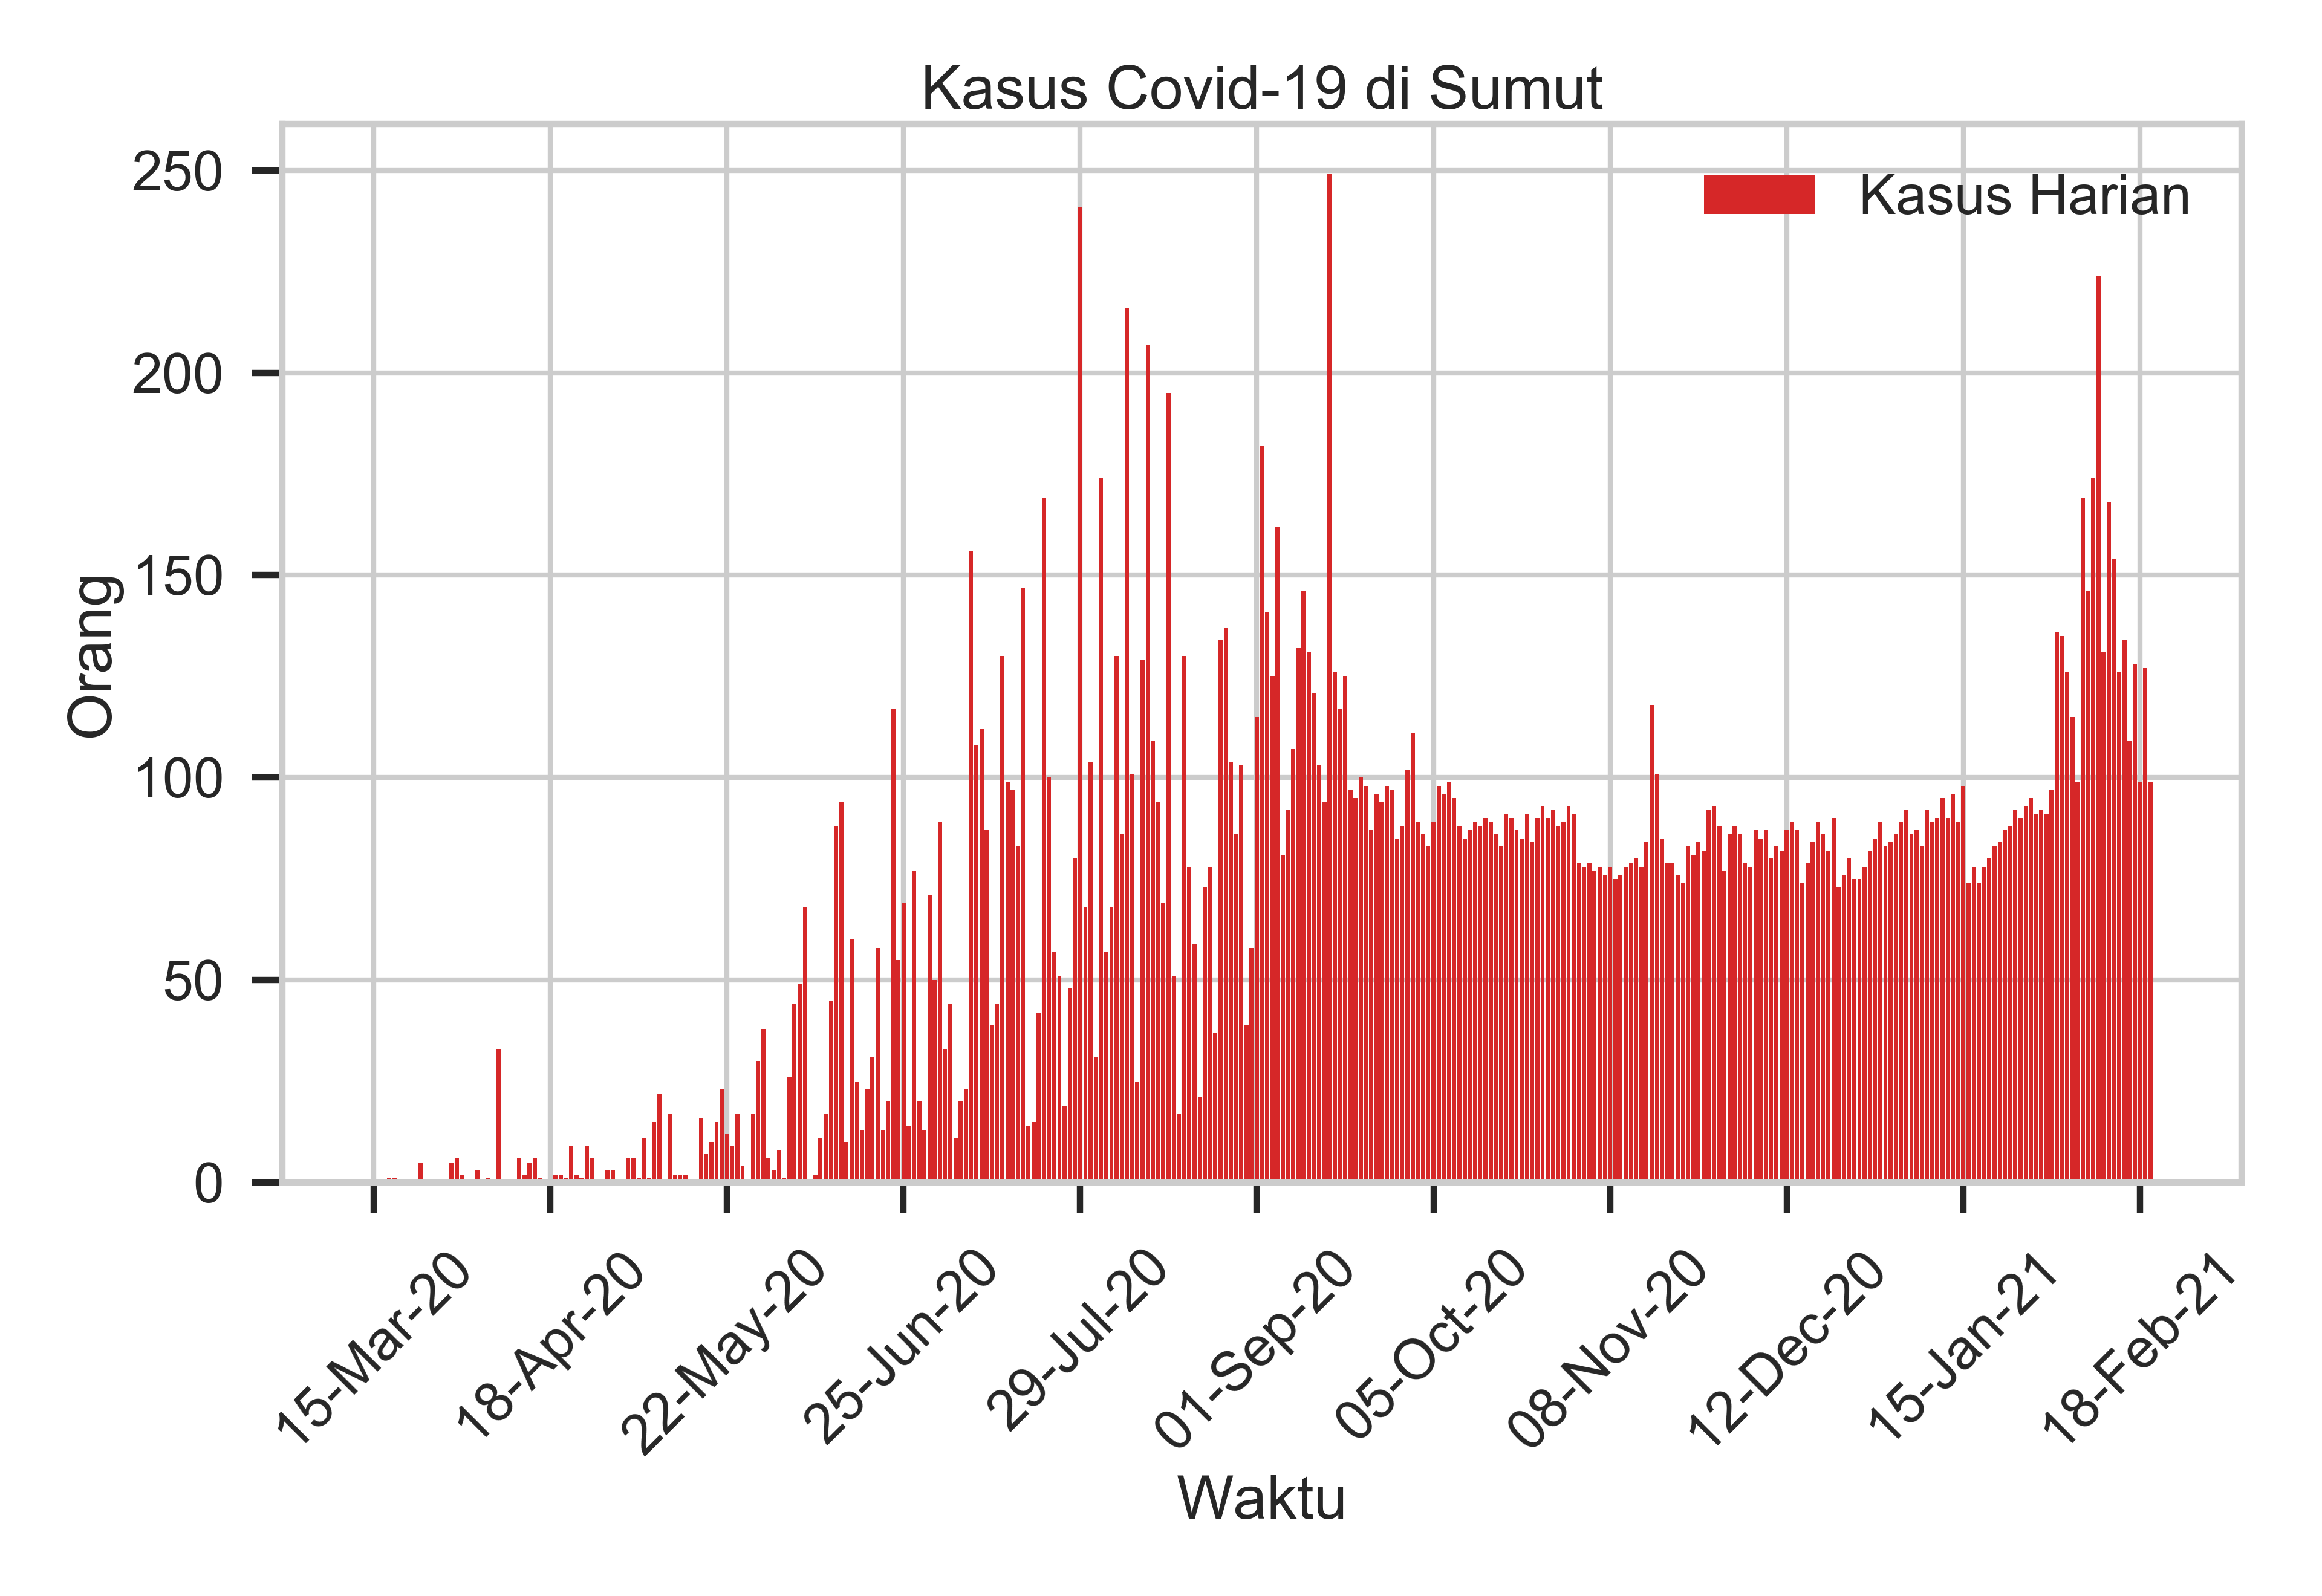 Kasus Covid-19 di Sumut
Kasus Harian
Orang
250
200
150
100
50
0
15-Mar-20
18-Apr-20
22-May-20
25-Jun-20
29-Jul-20
01-Sep-20
05-Oct-20
08-Nov-20
12-Dec-20
15-Jan-21
18-Feb-21
Waktu